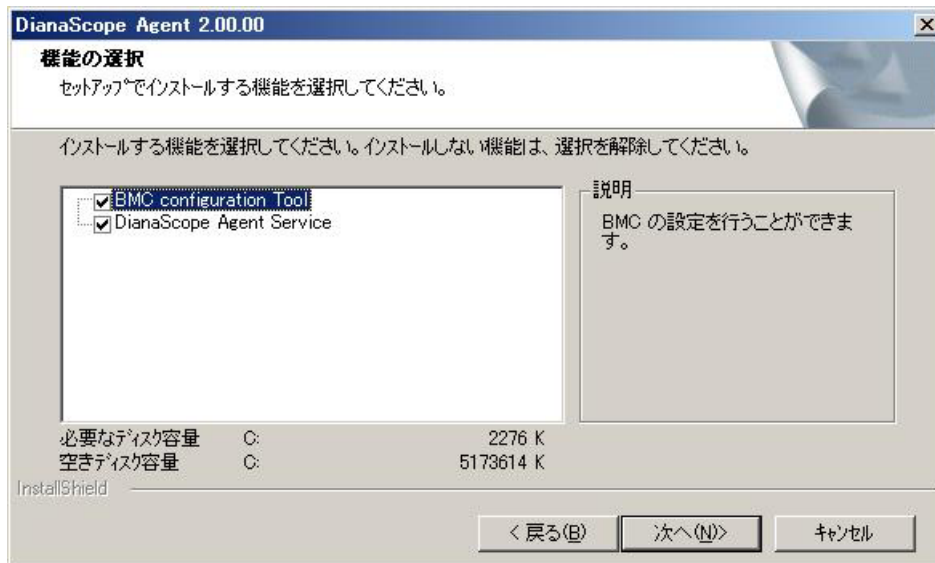 DianaScope Agent 2.00.00
機能の選択
セットアップでインストールする機能を選択してください。
インストールする機能を選択してください。インストールしない機能は、選択を解除してください。
BMC configuration Tool
DianaScope Agent Service
説明
BMC の設定を行うことができま
す。
必要なディスク容量 C: 2276 K
空きディスク容量 C: 5173614 K
InstallShield
< 戻る(B) 次へ(N)> キャンセル